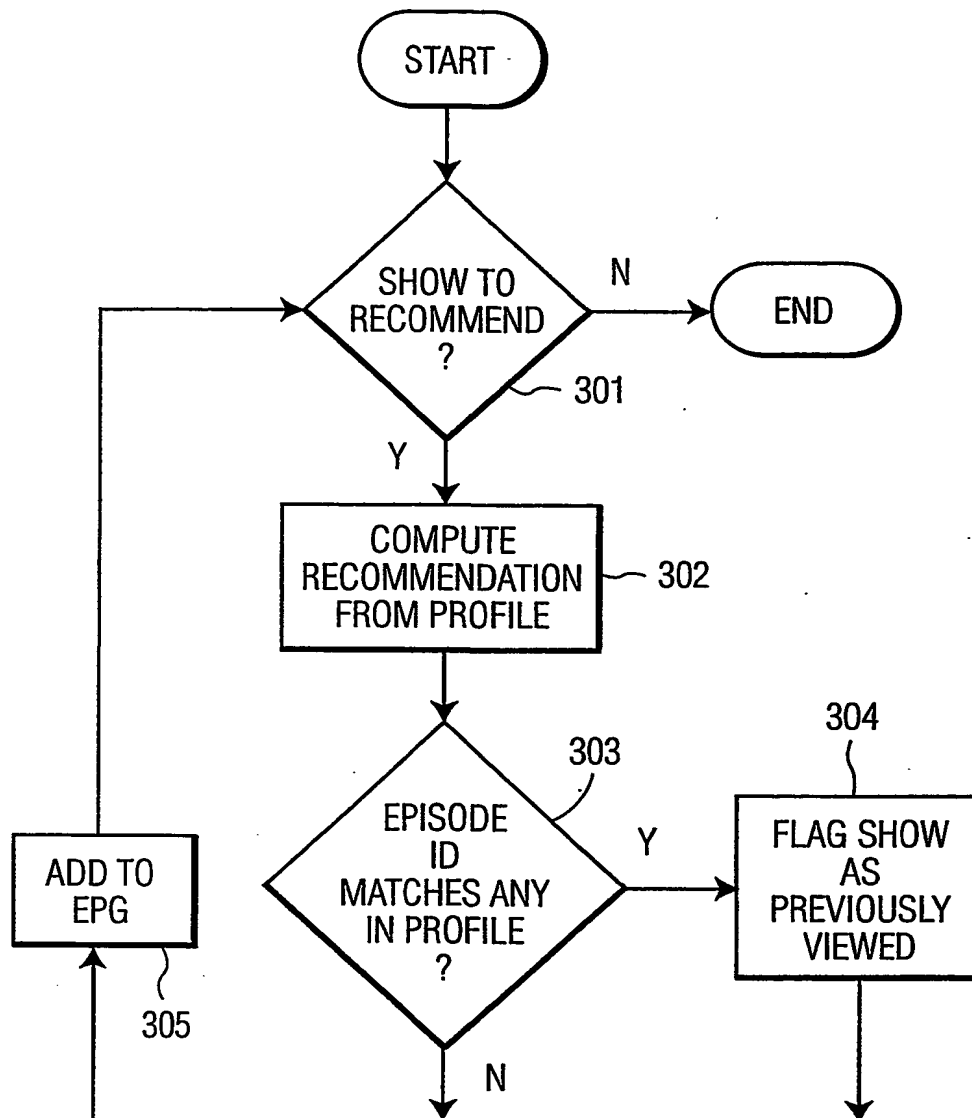 START
SHOW TO
RECOMMEND
?
N
END
301
Y
COMPUTE
RECOMMENDATION
FROM PROFILE
302
303
304
EPISODE
ID
MATCHES ANY
IN PROFILE
?
Y
FLAG SHOW
AS
PREVIOUSLY
VIEWED
ADD TO
EPG
305
N